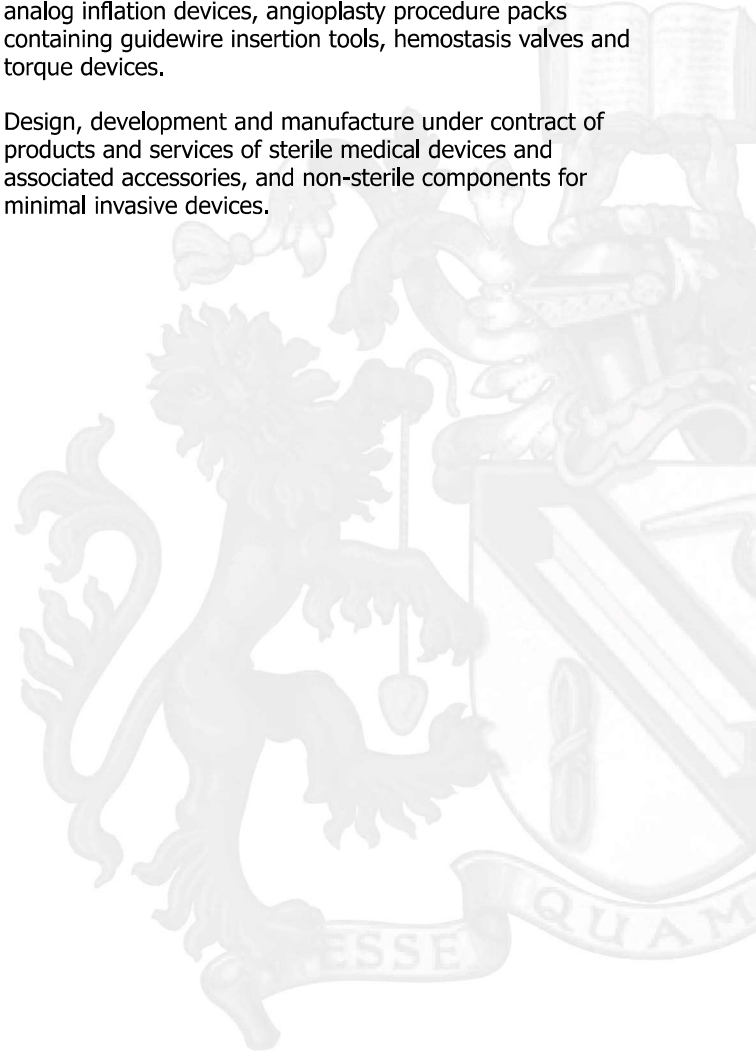 analog inflation devices, angioplasty procedure packs
containing guidewire insertion tools, hemostasis valves and
torque devices.
Design, development and manufacture under contract of
products and services of sterile medical devices and
associated accessories, and non-sterile components for
minimal invasive devices.
ESSE
QUAM